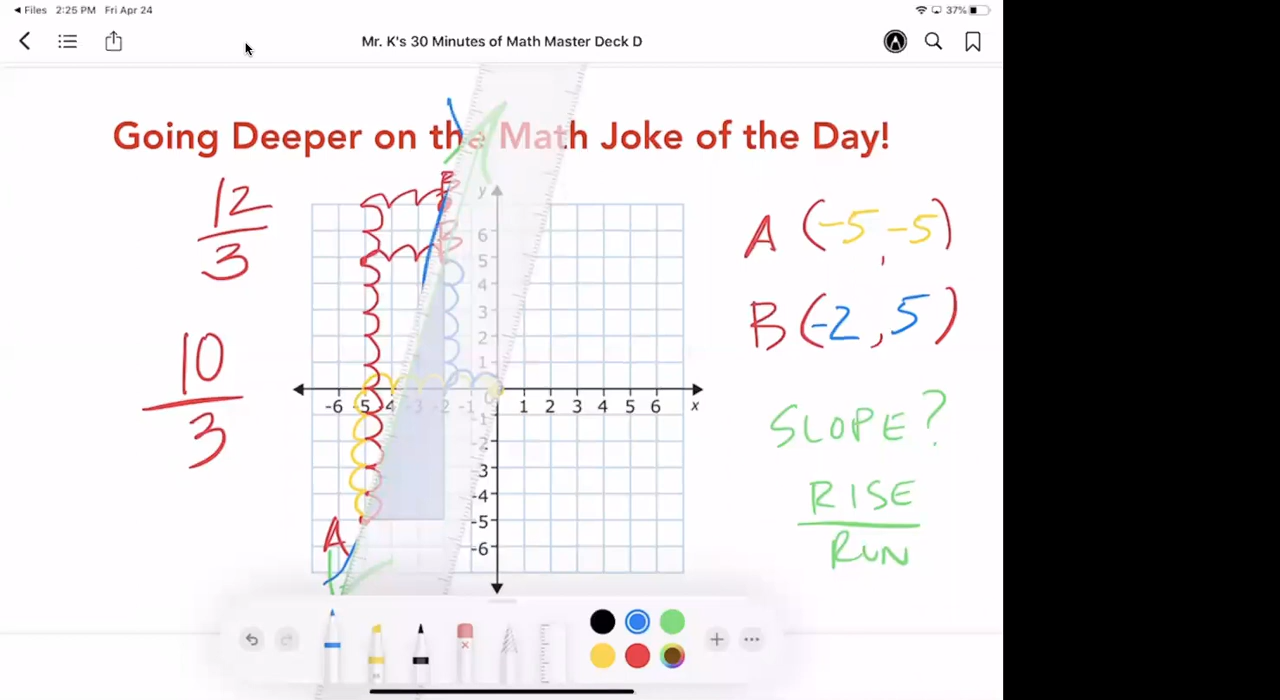 Files 2:25 PM Fri Apr 24 37%
Mr. K's 30 Minutes of Math Master Deck D
Going Deeper on the Math Joke of the Day!
12
3
10
3
A (-5, -5)
B (-2, 5)
SLOPE?
RISE
RUN
B
B
A
y
6
5
4
3
2
1
0
-6 -5 -4 -3 -2 -1 1 2 3 4 5 6 x
-1
-2
-3
-4
-5
-6